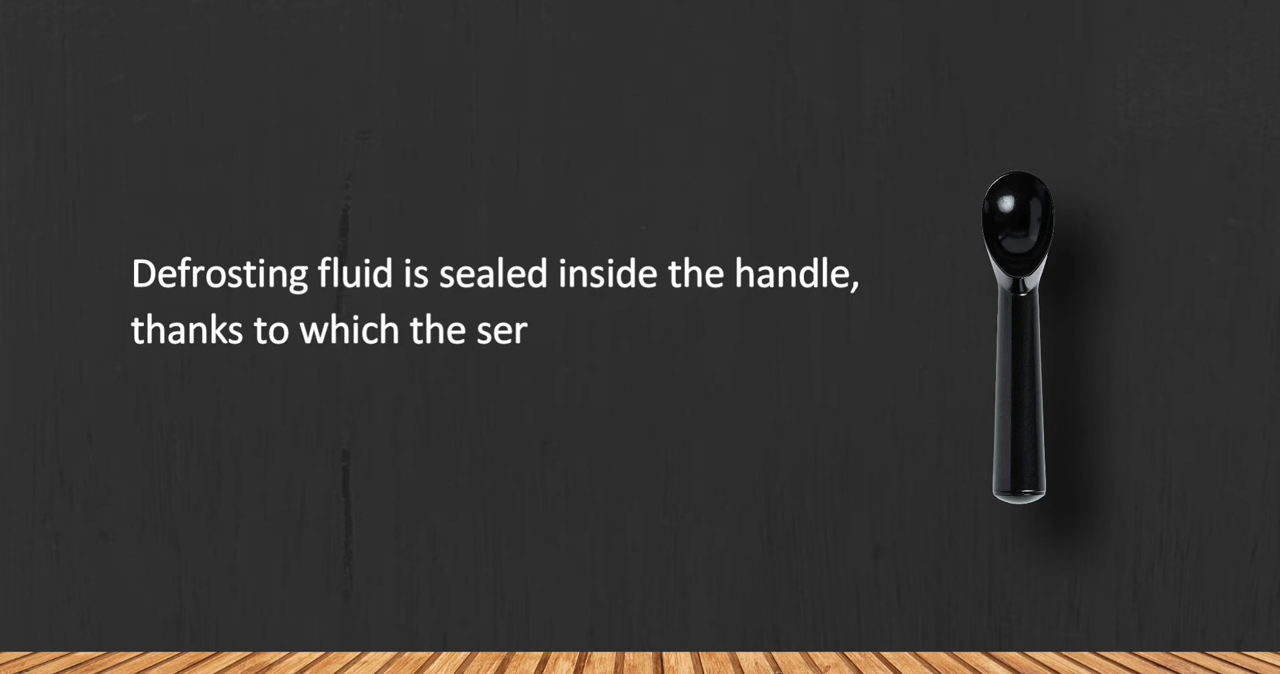 Defrosting fluid is sealed inside the handle,
thanks to which the ser